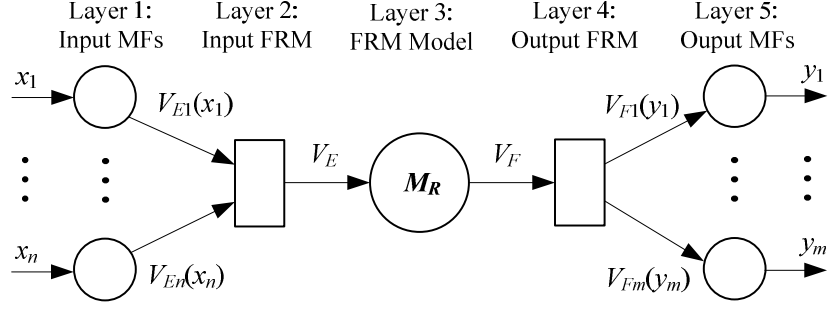 Layer 1: Layer 2: Layer 3: Layer 4: Layer 5:
Input MFs Input FRM FRM Model Output FRM Ouput MFs
x1 y1
VE1(x1) VF1(y1)
VE VF
MR
xn ym
VEn(xn) VFm(ym)